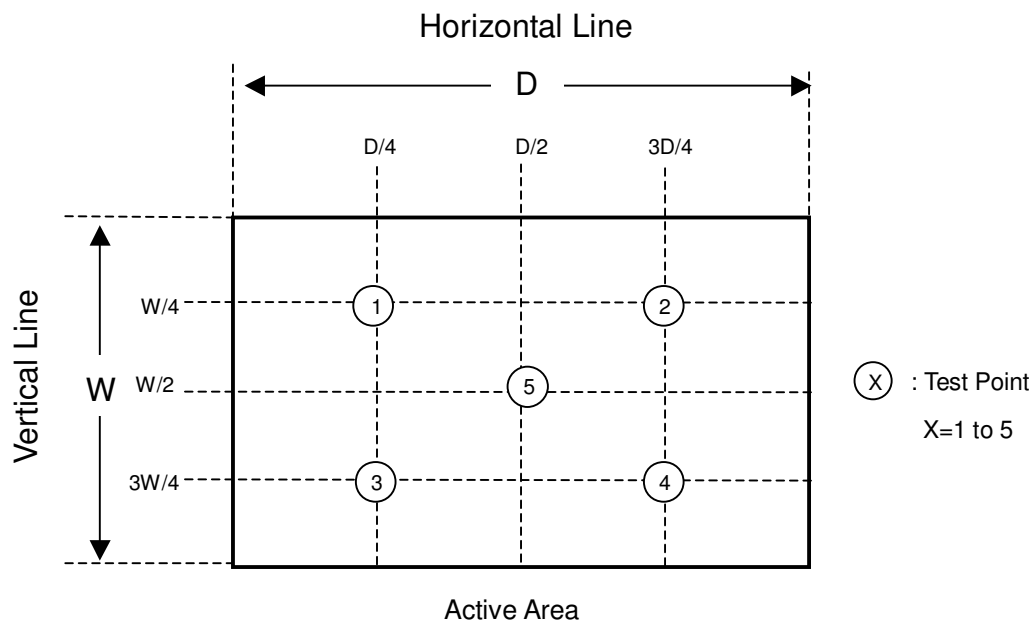 Horizontal Line
D
D/4 D/2 3D/4
Vertical Line
W
W/4
W/2
3W/4
1 2
5
3 4
X : Test Point
X=1 to 5
Active Area